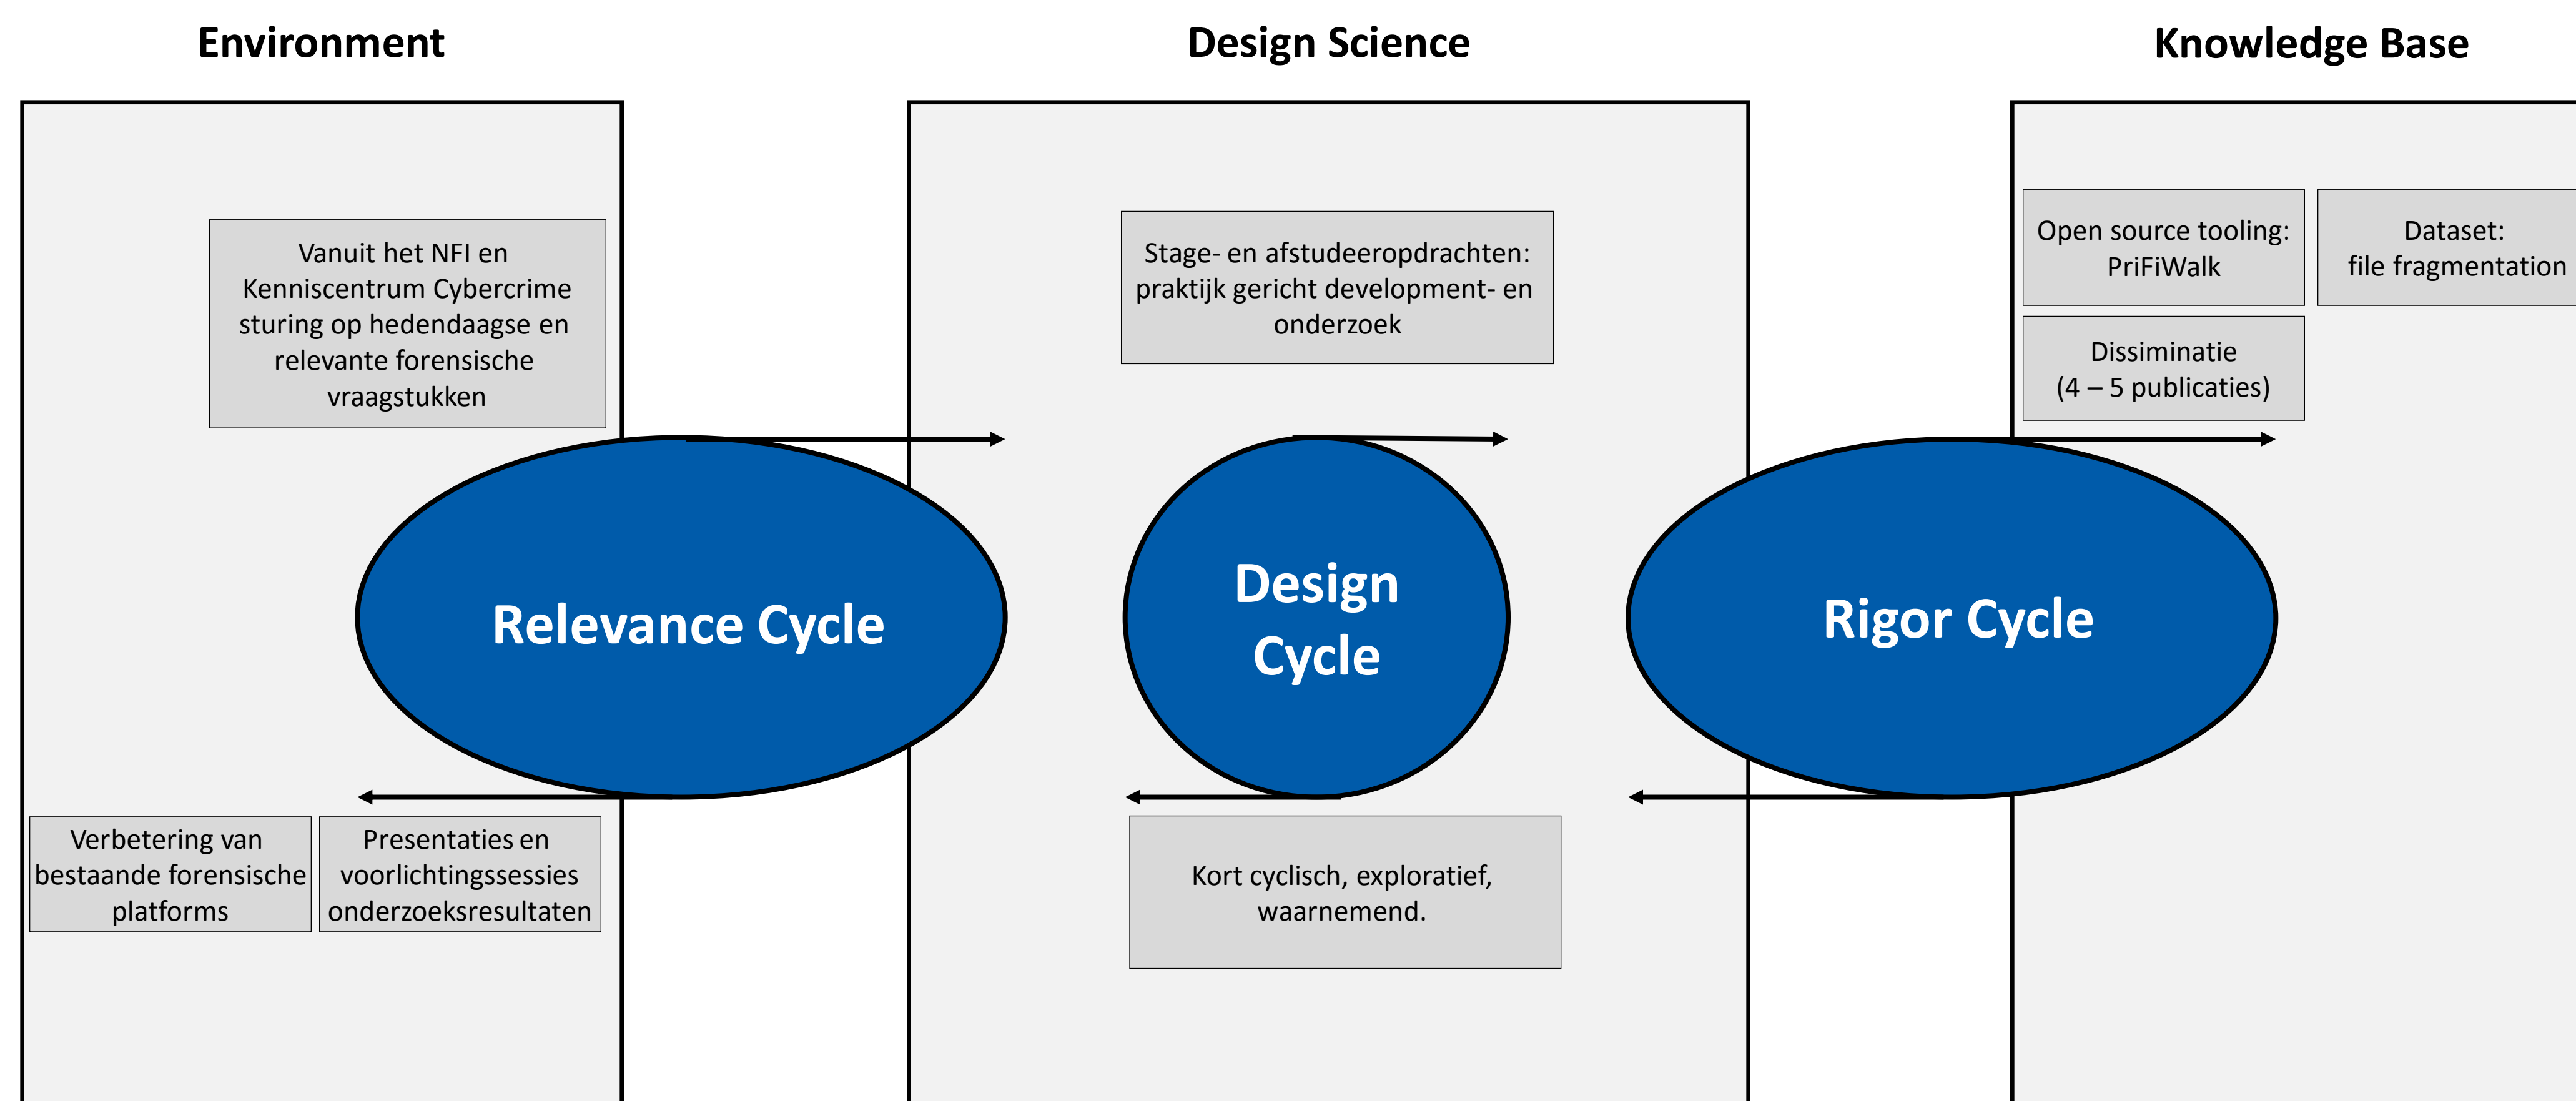 Environment
Design Science
Knowledge Base
Vanuit het NFI en
Kenniscentrum Cybercrime
sturing op hedendaagse en
relevante forensische
vraagstukken
Stage- en afstudeeropdrachten:
praktijk gericht development- en
onderzoek
Open source tooling:
PriFiWalk
Dataset:
file fragmentation
Dissiminatie
(4 – 5 publicaties)
Relevance Cycle
Design
Cycle
Rigor Cycle
Verbetering van
bestaande forensische
platforms
Presentaties en
voorlichtingssessies
onderzoeksresultaten
Kort cyclisch, exploratief,
waarnemend.